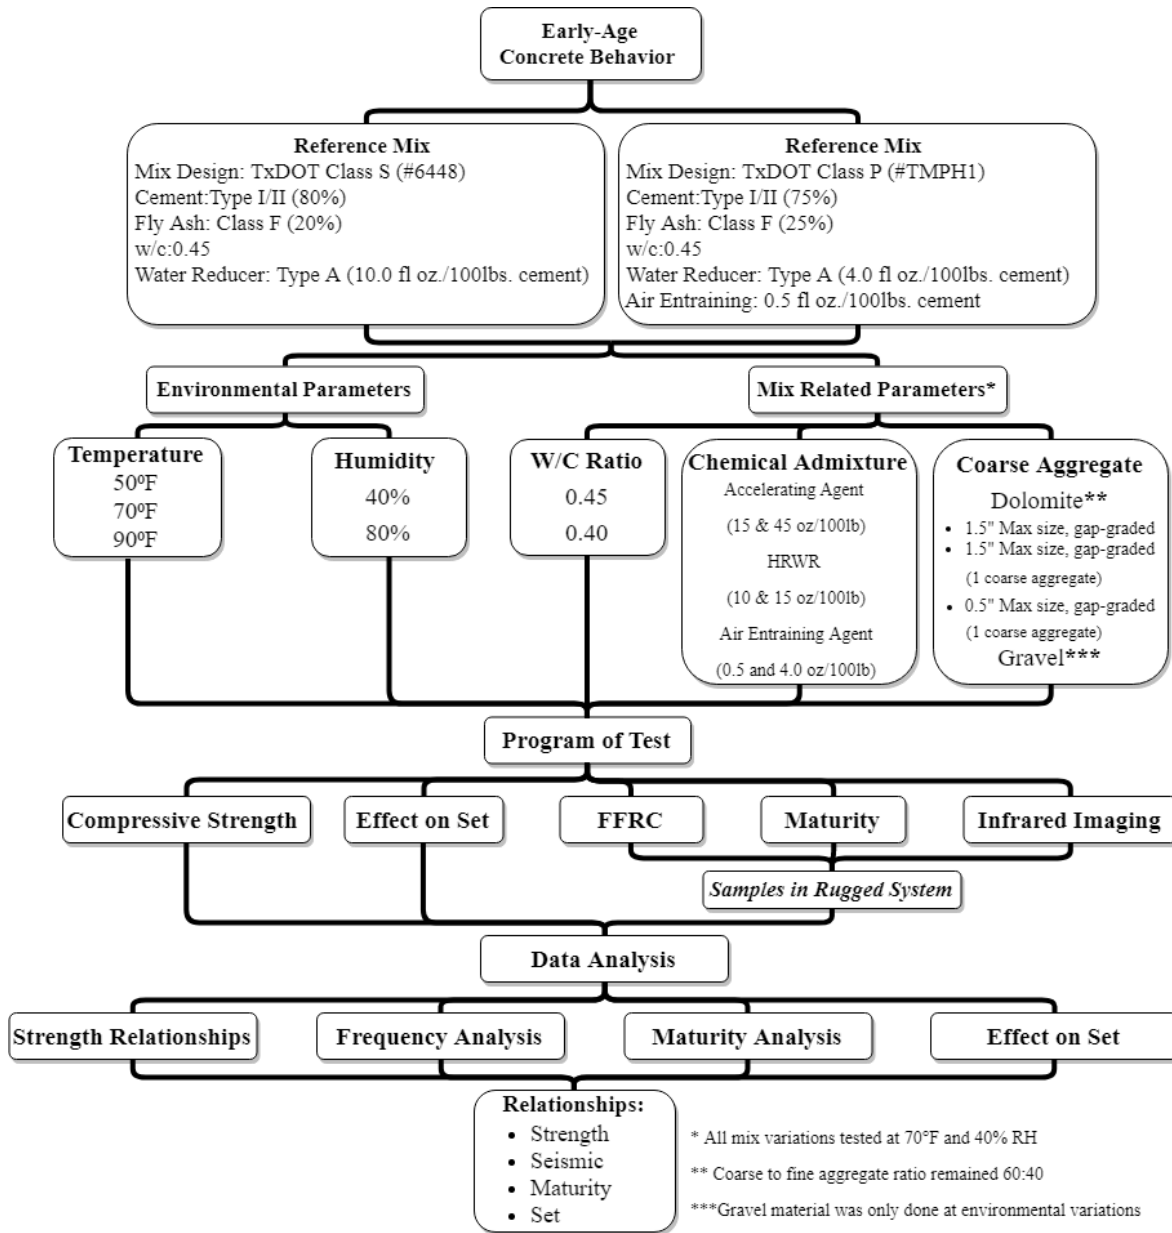 Early-Age
Concrete Behavior
Reference Mix
Mix Design: TxDOT Class S (#6448)
Cement:Type I/II (80%)
Fly Ash: Class F (20%)
w/c:0.45
Water Reducer: Type A (10.0 fl oz./100lbs. cement)
Reference Mix
Mix Design: TxDOT Class P (#TMPH1)
Cement:Type I/II (75%)
Fly Ash: Class F (25%)
w/c:0.45
Water Reducer: Type A (4.0 fl oz./100lbs. cement)
Air Entraining: 0.5 fl oz./100lbs. cement
Environmental Parameters
Mix Related Parameters*
Temperature
50ºF
70ºF
90ºF
Humidity
40%
80%
W/C Ratio
0.45
0.40
Chemical Admixture
Accelerating Agent
(15 & 45 oz/100lb)
HRWR
(10 & 15 oz/100lb)
Air Entraining Agent
(0.5 and 4.0 oz/100lb)
Coarse Aggregate
Dolomite**
• 1.5" Max size, gap-graded
• 1.5" Max size, gap-graded
(1 coarse aggregate)
• 0.5" Max size, gap-graded
(1 coarse aggregate)
Gravel***
Program of Test
Compressive Strength
Effect on Set
FFRC
Maturity
Infrared Imaging
Samples in Rugged System
Data Analysis
Strength Relationships
Frequency Analysis
Maturity Analysis
Effect on Set
Relationships:
• Strength
• Seismic
• Maturity
• Set
* All mix variations tested at 70°F and 40% RH
** Coarse to fine aggregate ratio remained 60:40
***Gravel material was only done at environmental variations